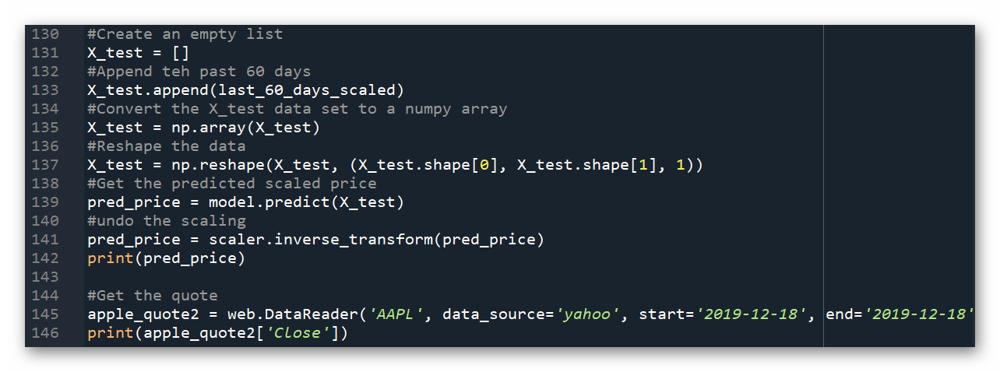 130 #Create an empty list
131 X_test = []
132 #Append teh past 60 days
133 X_test.append(last_60_days_scaled)
134 #Convert the X_test data set to a numpy array
135 X_test = np.array(X_test)
136 #Reshape the data
137 X_test = np.reshape(X_test, (X_test.shape[0], X_test.shape[1], 1))
138 #Get the predicted scaled price
139 pred_price = model.predict(X_test)
140 #undo the scaling
141 pred_price = scaler.inverse_transform(pred_price)
142 print(pred_price)
143
144 #Get the quote
145 apple_quote2 = web.DataReader('AAPL', data_source='yahoo', start='2019-12-18', end='2019-12-18'
146 print(apple_quote2['Close'])